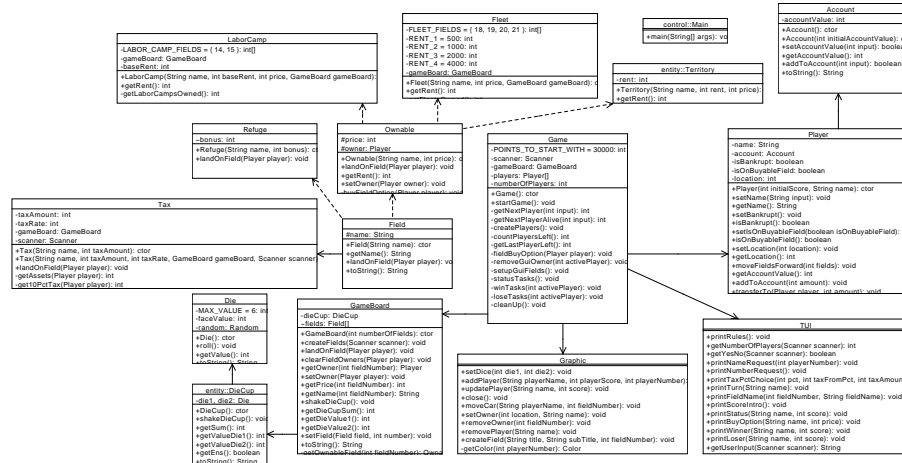 Account
-accountValue: int
+Account(): ctor
+Account(int initialAccountValue):
+setAccountValue(int input): boolean
+getAccountValue(): int
+addToAccount(int input): boolean
+toString(): String
Fleet
-FLEET_FIELDS = { 18, 19, 20, 21 }: int[]
-RENT_1 = 500: int
-RENT_2 = 1000: int
-RENT_3 = 2000: int
-RENT_4 = 4000: int
-gameBoard: GameBoard
+Fleet(String name, int price, GameBoard gameBoard):
+getRent(): int
control::Main
+main(String[] args):
LaborCamp
-LABOR_CAMP_FIELDS = { 14, 15 }: int[]
-gameBoard: GameBoard
-baseRent: int
+LaborCamp(String name, int baseRent, int price, GameBoard gameBoard):
+getRent(): int
-getLaborCampsOwned(): int
entity::Territory
-rent: int
+Territory(String name, int rent, int price):
+getRent(): int
Refuge
~bonus: int
+Refuge(String name, int bonus):
+landOnField(Player player): void
Ownable
#price: int
#owner: Player
+Ownable(String name, int price):
+landOnField(Player player): void
+getRent(): int
+setOwner(Player owner): void
-buyFieldOption(Player player):
Game
-POINTS_TO_START_WITH = 30000: int
-scanner: Scanner
-gameBoard: GameBoard
-players: Player[]
-numberOfPlayers: int
+Game(): ctor
+startGame(): void
-getNextPlayer(input): int
-getNextPlayerAlive(int input): int
-createPlayers(): void
-countPlayersLeft(): int
-getLastPlayerLeft(): int
-fieldBuyOption(Player player): void
-removeGuiOwner(int activePlayer): void
-setupGuiFields(): void
-statusTasks(): void
-winTasks(activePlayer): void
-loseTasks(activePlayer): void
-cleanUp(): void
Player
-name: String
-account: Account
-isBankrupt: boolean
-isOnBuyableField: boolean
-location: int
+Player(int initialScore, String name): ctor
+setName(String input): void
+getName(): String
+setBankrupt(): void
+isBankrupt(): boolean
+setIsOnBuyableField(boolean isOnBuyableField):
+isOnBuyableField(): boolean
+setLocation(int location): void
+getLocation(): int
+moveFieldsForward(int fields): void
+getAccountValue(): int
+addToAccount(int amount): void
+transferTo(Player player, int amount): void
Tax
-taxAmount: int
-taxRate: int
-gameBoard: GameBoard
-scanner: Scanner
+Tax(String name, int taxAmount): ctor
+Tax(String name, int taxAmount, int taxRate, GameBoard gameBoard, Scanner scanner)
+landOnField(Player player): void
-getAssets(Player player): int
-get10PctTax(Player player): int
Field
#name: String
+Field(String name): ctor
+getName(): String
+landOnField(Player player):
+toString(): String
Die
-MAX_VALUE = 6: int
-faceValue: int
-random: Random
+Die(): ctor
+roll(): void
+getValue(): int
+toString(): String
GameBoard
-dieCup: DieCup
~fields: Field[]
+GameBoard(int numberOfFields): ctor
+createFields(Scanner scanner): void
+landOnField(Player player): void
+clearFieldOwners(Player player): void
+getOwner(int fieldNumber): Player
+setOwner(Player player): void
+getPrice(int fieldNumber): int
+getName(int fieldNumber): String
+shakeDieCup(): void
+getDieCupSum(): int
+getDieValue1(): int
+getDieValue2(): int
+setField(Field field, int number): void
+toString(): String
-getOwnableField(int fieldNumber):
entity::DieCup
-die1, die2: Die
+DieCup(): ctor
+shakeDieCup():
+getSum(): int
+getValueDie1(): int
+getValueDie2(): int
+getEns(): boolean
+toString(): String
Graphic
+setDice(int die1, int die2): void
+addPlayer(String playerName, int playerScore, int playerNumber):
+updatePlayer(String name, int score): void
+close(): void
+moveCar(String playerName, int fieldNumber): void
+setOwner(int location, String name): void
+removeOwner(int fieldNumber): void
+removePlayer(String name): void
+createField(String title, String subTitle, int fieldNumber): void
-getColor(int playerNumber): Color
TUI
+printRules(): void
+getNumberOfPlayers(Scanner scanner): int
+getYesNo(Scanner scanner): boolean
+printNameRequest(int playerNumber): void
+printNumberRequest(): void
+printTaxPctChoice(int pct, int taxFromPct, int taxAmount
+printTurn(String name): void
+printFieldName(int fieldNumber, String fieldName): void
+printScoreIntro(): void
+printStatus(String name, int score): void
+printBuyOption(String name, int price): void
+printWinner(String name, int score): void
+printLoser(String name, int score): void
+getUserInput(Scanner scanner): String